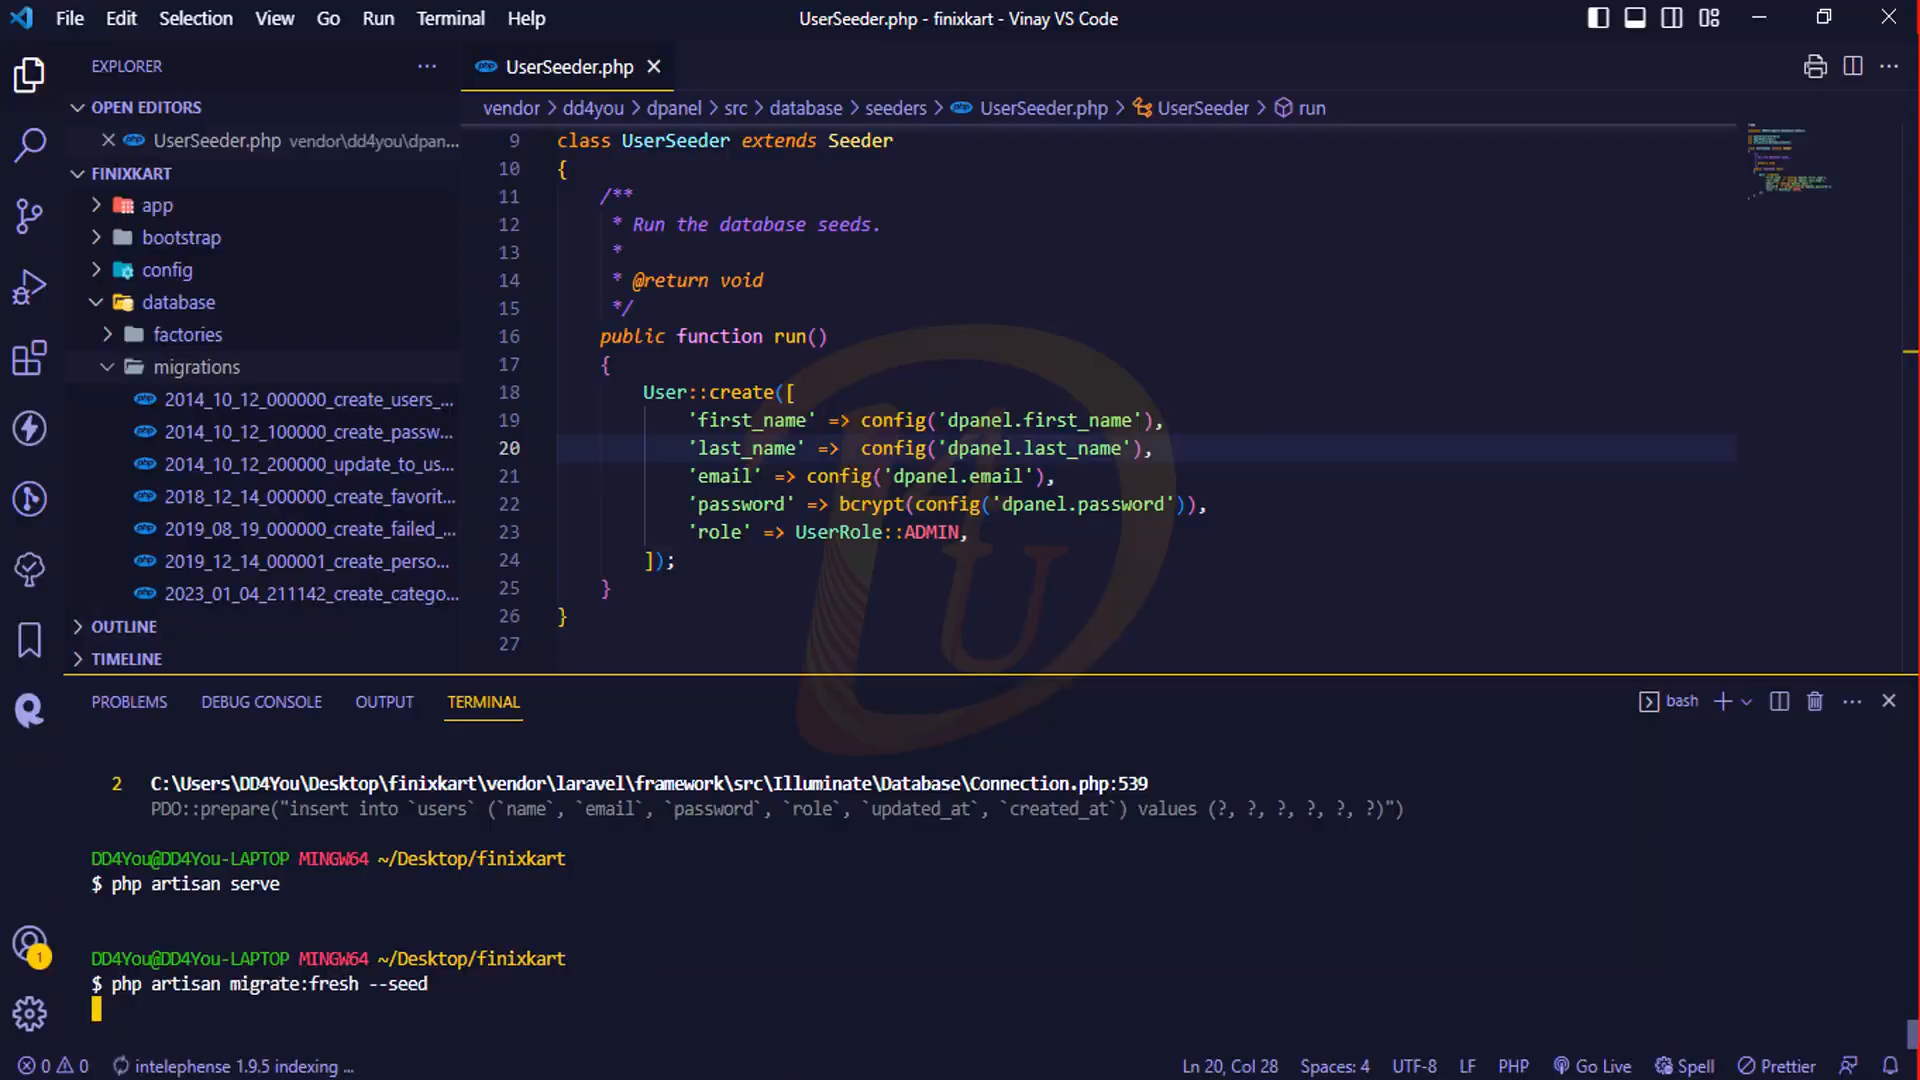 File Edit Selection View Go Run Terminal Help
UserSeeder.php - finixkart - Vinay VS Code
EXPLORER
OPEN EDITORS
UserSeeder.php vendor\dd4you\dpan...
FINIXKART
app
bootstrap
config
database
factories
migrations
2014_10_12_000000_create_users_...
2014_10_12_100000_create_passw...
2014_10_12_200000_update_to_us...
2018_12_14_000000_create_favorit...
2019_08_19_000000_create_failed_...
2019_12_14_000001_create_perso...
2023_01_04_211142_create_catego...
OUTLINE
TIMELINE
UserSeeder.php
vendor > dd4you > dpanel > src > database > seeders > UserSeeder.php > UserSeeder > run
9 class UserSeeder extends Seeder
10 {
11 /**
12 * Run the database seeds.
13 *
14 * @return void
15 */
16 public function run()
17 {
18 User::create([
19 'first_name' => config('dpanel.first_name'),
20 'last_name' => config('dpanel.last_name'),
21 'email' => config('dpanel.email'),
22 'password' => bcrypt(config('dpanel.password')),
23 'role' => UserRole::ADMIN,
24 ]);
25 }
26 }
27
PROBLEMS DEBUG CONSOLE OUTPUT TERMINAL
bash
2 C:\Users\DD4You\Desktop\finixkart\vendor\laravel\framework\src\Illuminate\Database\Connection.php:539
PDO::prepare("insert into `users` (`name`, `email`, `password`, `role`, `updated_at`, `created_at`) values (?, ?, ?, ?, ?, ?)")
DD4You@DD4You-LAPTOP MINGW64 ~/Desktop/finixkart
$ php artisan serve
DD4You@DD4You-LAPTOP MINGW64 ~/Desktop/finixkart
$ php artisan migrate:fresh --seed
1
0 0 intelephense 1.9.5 indexing ...
Ln 20, Col 28 Spaces: 4 UTF-8 LF PHP Go Live Spell Prettier